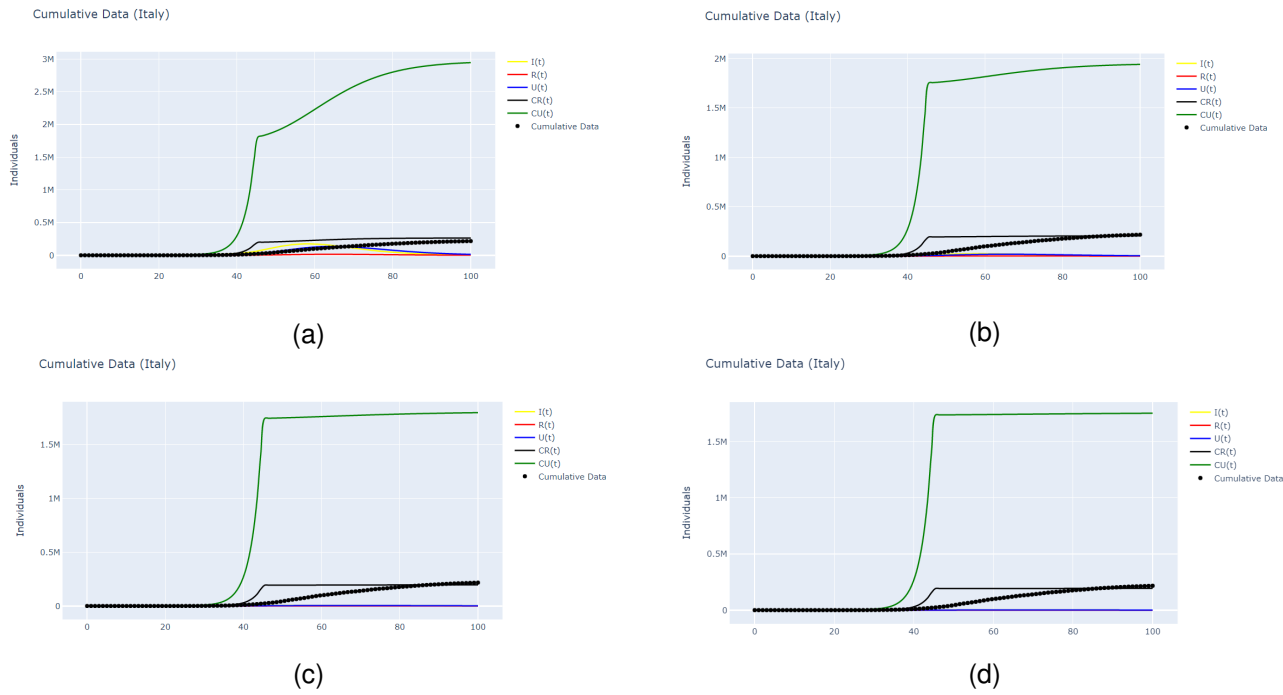 Cumulative Data (Italy)
3M
2.5M
2M
1.5M
1M
0.5M
0
Individuals
0
20
40
60
80
100
I(t)
R(t)
U(t)
CR(t)
CU(t)
Cumulative Data
(a)
Cumulative Data (Italy)
2M
1.5M
1M
0.5M
0
Individuals
0
20
40
60
80
100
I(t)
R(t)
U(t)
CR(t)
CU(t)
Cumulative Data
(b)
Cumulative Data (Italy)
1.5M
1M
0.5M
0
Individuals
0
20
40
60
80
100
I(t)
R(t)
U(t)
CR(t)
CU(t)
Cumulative Data
(c)
Cumulative Data (Italy)
1.5M
1M
0.5M
0
Individuals
0
20
40
60
80
100
I(t)
R(t)
U(t)
CR(t)
CU(t)
Cumulative Data
(d)